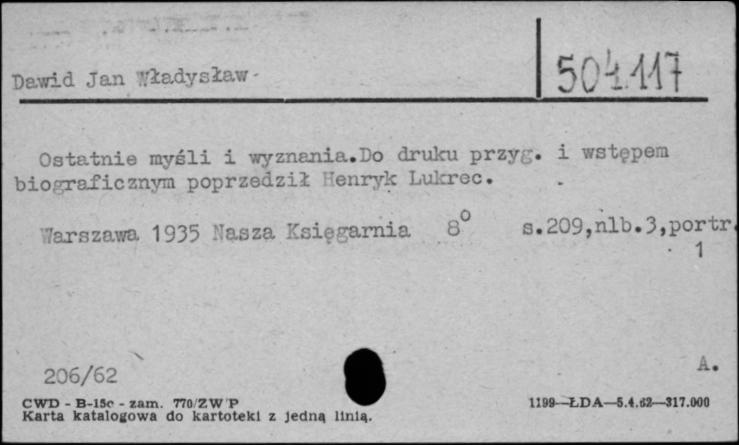 504.117
Dawid Jan Władysław-
Ostatnie myśli i wyznania.Do druku przyg. i wstępem
biograficznym poprzedził Henryk Lukrec.
Warszawa 1935 Nasza Księgarnia 8° s.209,nlb.3,portr.
1
206/62
A.
CWD - B-15c - zam. 770/ZWP 1199—ŁDA—5.4.62—317.000
Karta katalogowa do kartoteki z jedną linią.